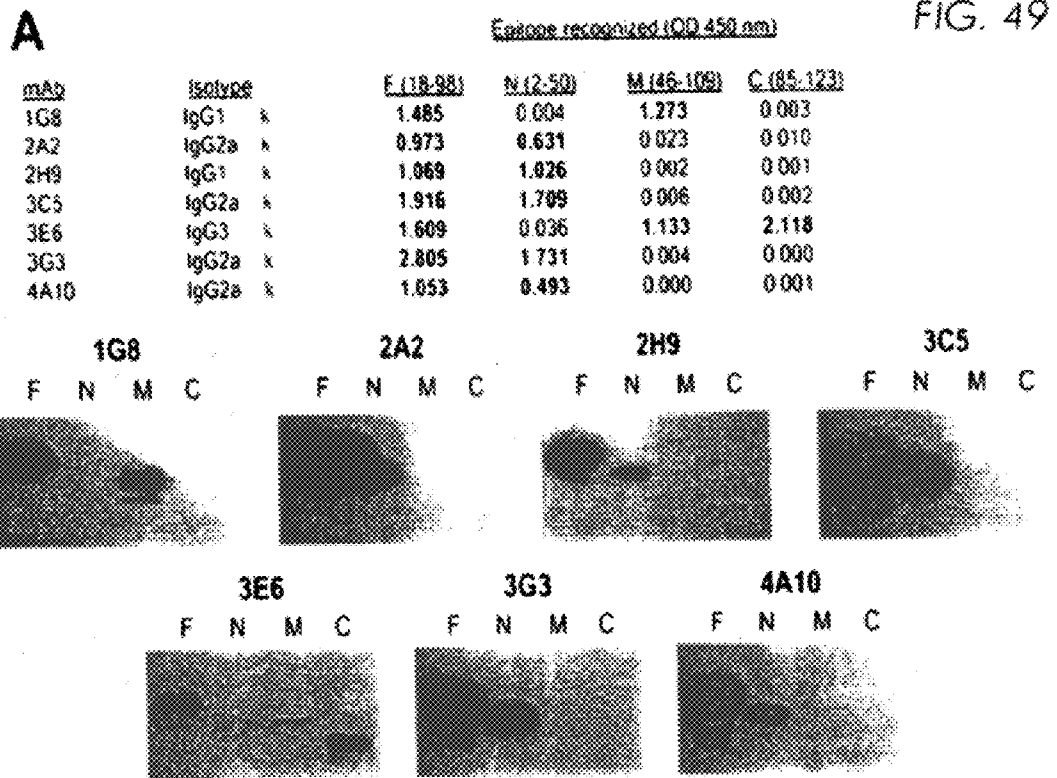 A
FIG. 49
Epitope recognized (OD 450 nm)
mAb Isotype F (18-98) N (2-50) M (46-109) C (85-123)
1G8 IgG1 k 1.485 0.004 1.273 0.003
2A2 IgG2a k 0.973 0.631 0.023 0.010
2H9 IgG1 k 1.069 1.026 0.002 0.001
3C5 IgG2a k 1.916 1.709 0.006 0.002
3E6 IgG3 k 1.609 0.036 1.133 2.118
3G3 IgG2a k 2.805 1.731 0.004 0.000
4A10 IgG2a k 1.053 0.493 0.000 0.001
1G8 2A2 2H9 3C5
F N M C F N M C F N M C F N M C
3E6 3G3 4A10
F N M C F N M C F N M C